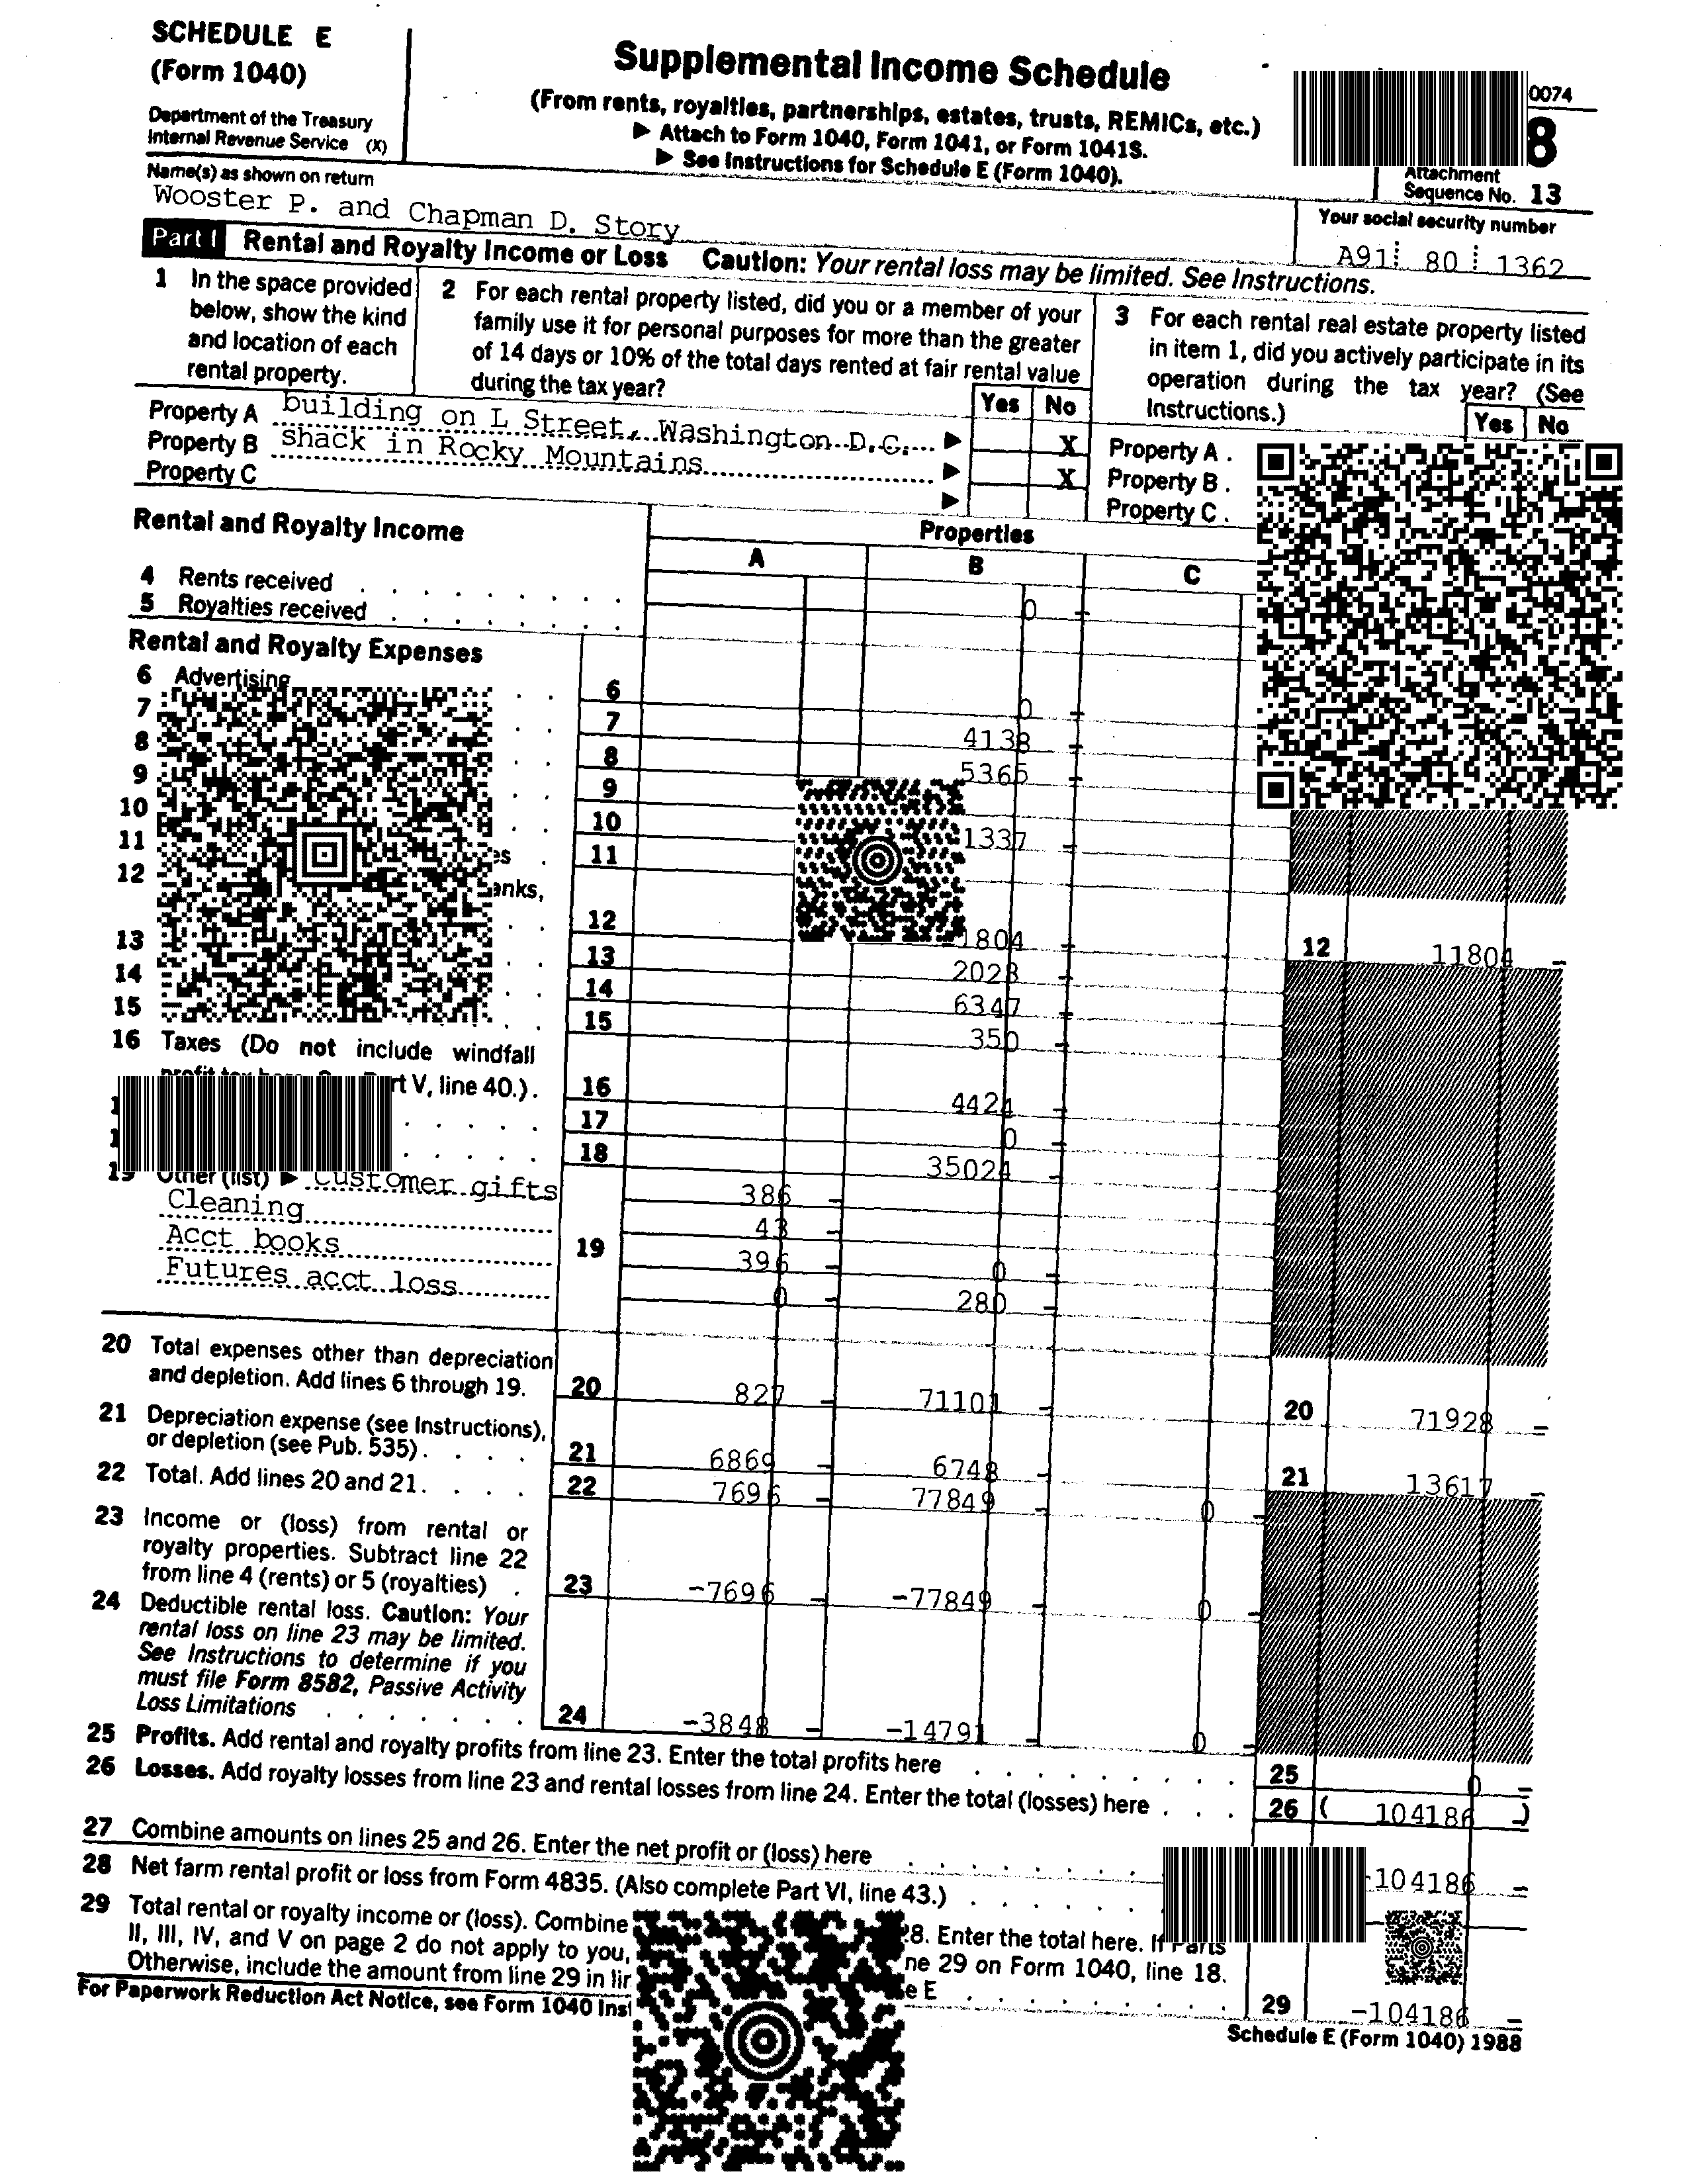 SCHEDULE E
(Form 1040)
Department of the Treasury
Internal Revenue Service (X)
Supplemental Income Schedule
(From rents, royalties, partnerships, estates, trusts, REMICs, etc.)
▶ Attach to Form 1040, Form 1041, or Form 1041S.
▶ See Instructions for Schedule E (Form 1040).
0074
8
Attachment
Sequence No. 13
Name(s) as shown on return
Wooster P. and Chapman D. Story
Your social security number
A91 80 1362
Part I Rental and Royalty Income or Loss Caution: Your rental loss may be limited. See Instructions.
1 In the space provided
below, show the kind
and location of each
rental property.
2 For each rental property listed, did you or a member of your
family use it for personal purposes for more than the greater
of 14 days or 10% of the total days rented at fair rental value
during the tax year?
3 For each rental real estate property listed
in item 1, did you actively participate in its
operation during the tax year? (See
Instructions.)
Yes No
Yes No
Property A building on L Street, Washington D.C. ▶ X
Property B shack in Rocky Mountains ▶ X
Property C ▶
Property A .
Property B .
Property C .
Rental and Royalty Income
Properties
A B C
4 Rents received 0
5 Royalties received
Rental and Royalty Expenses
6 Advertising 6 0
7 7 4138
8 8 5365
9 9
10 10 1337
11 es 11
12 anks,
12 1804 12 11804
13 13 2028
14 14 6347
15 15 350
16 Taxes (Do not include windfall
rt V, line 40.) . 16 4424
17 0
18 35024
19 Other (list) ▶ Customer gifts 386
Cleaning 43
Acct books 19 396 0
Futures acct loss 0 280
20 Total expenses other than depreciation
and depletion. Add lines 6 through 19. 20 827 71101 20 71928
21 Depreciation expense (see Instructions),
or depletion (see Pub. 535) . 21 6869 6748 21 13617
22 Total. Add lines 20 and 21. 22 7696 77849 0
23 Income or (loss) from rental or
royalty properties. Subtract line 22
from line 4 (rents) or 5 (royalties) . 23 -7696 -77849 0
24 Deductible rental loss. Caution: Your
rental loss on line 23 may be limited.
See Instructions to determine if you
must file Form 8582, Passive Activity
Loss Limitations 24 -3848 -14791 0
25 Profits. Add rental and royalty profits from line 23. Enter the total profits here 25 0
26 Losses. Add royalty losses from line 23 and rental losses from line 24. Enter the total (losses) here . 26 ( 104186 )
27 Combine amounts on lines 25 and 26. Enter the net profit or (loss) here -104186
28 Net farm rental profit or loss from Form 4835. (Also complete Part VI, line 43.)
29 Total rental or royalty income or (loss). Combine 28. Enter the total here. If Parts
II, III, IV, and V on page 2 do not apply to you, ne 29 on Form 1040, line 18.
Otherwise, include the amount from line 29 in lin e E 29 -104186
For Paperwork Reduction Act Notice, see Form 1040 Inst
Schedule E (Form 1040) 1988